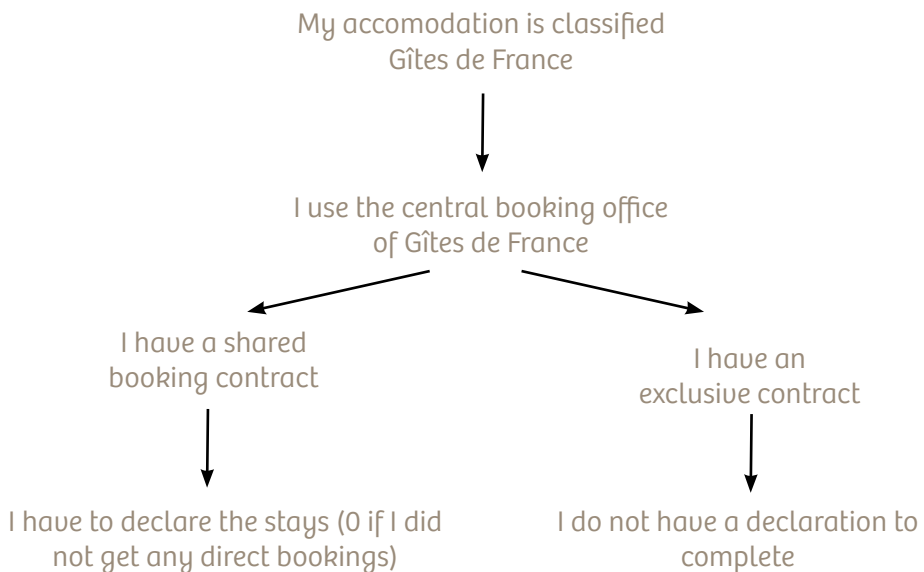 My accomodation is classified
Gîtes de France
I use the central booking office
of Gîtes de France
I have a shared
booking contract
I have an
exclusive contract
I have to declare the stays (0 if I did
not get any direct bookings)
I do not have a declaration to
complete